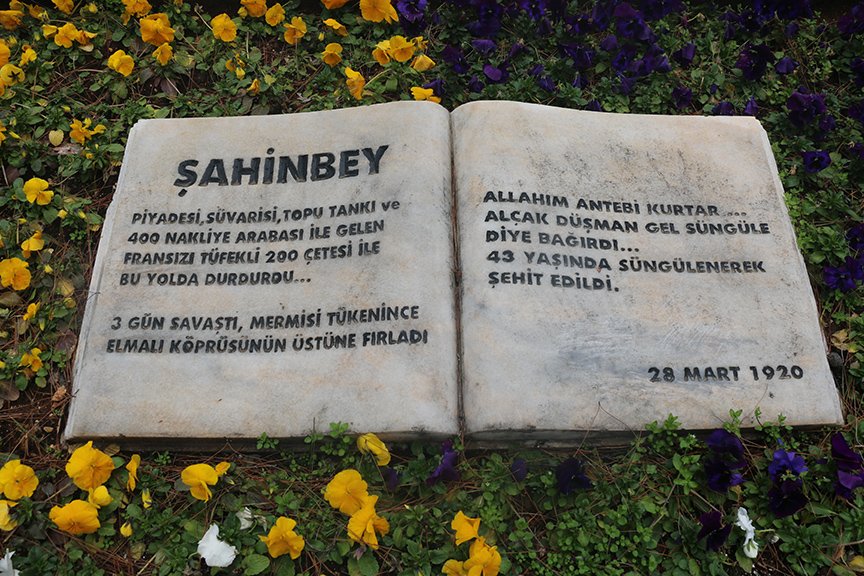 ŞAHİNBEY
PİYADESİ, SÜVARİSİ, TOPU TANKI ve
400 NAKLİYE ARABASI İLE GELEN
FRANSIZI TÜFEKLİ 200 ÇETESİ İLE
BU YOLDA DURDURDU...
3 GÜN SAVAŞTI, MERMİSİ TÜKENİNCE
ELMALI KÖPRÜSÜNÜN ÜSTÜNE FIRLADI
ALLAHIM ANTEBİ KURTAR ...
ALÇAK DÜŞMAN GEL SÜNGÜLE
DİYE BAĞIRDI...
43 YAŞINDA SÜNGÜLENEREK
ŞEHİT EDİLDİ.
28 MART 1920